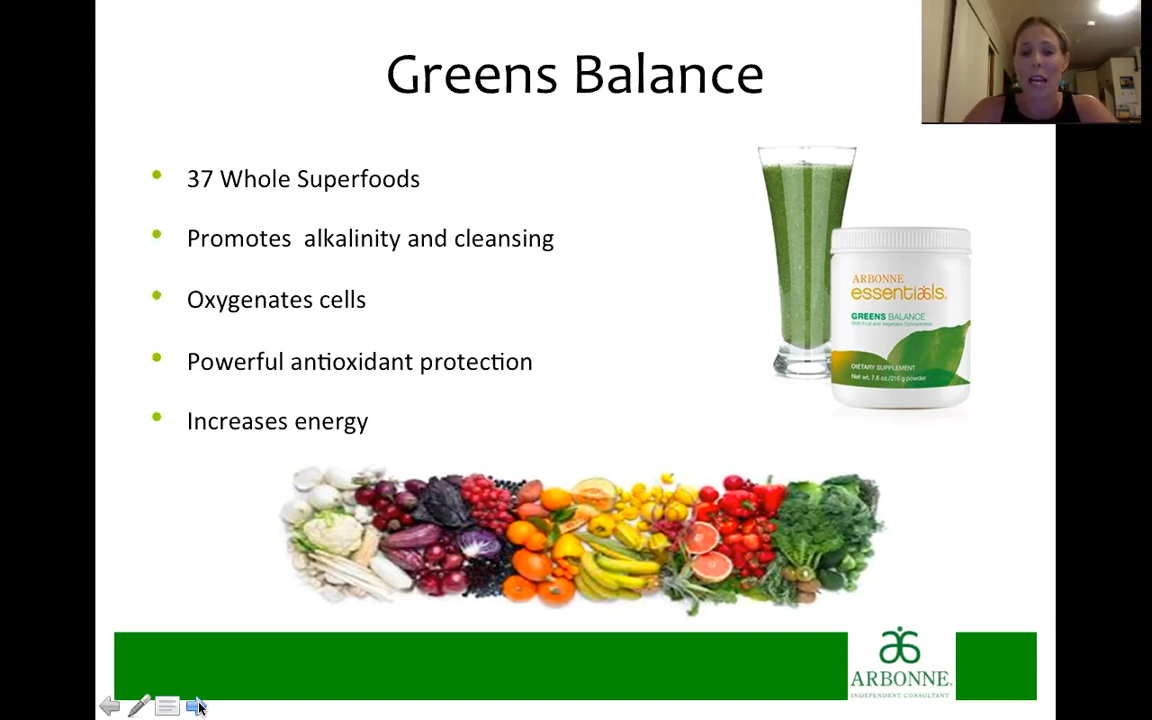 Greens Balance
37 Whole Superfoods
Promotes  alkalinity and cleansing
Oxygenates cells
Powerful antioxidant protection
Increases energy
ARBONNE
essentials.
GREENS BALANCE
With Fruit and Vegetable Concentrates
DIETARY SUPPLEMENT
Net wt. 7.6 oz./216 g powder
ARBONNE.
INDEPENDENT CONSULTANT